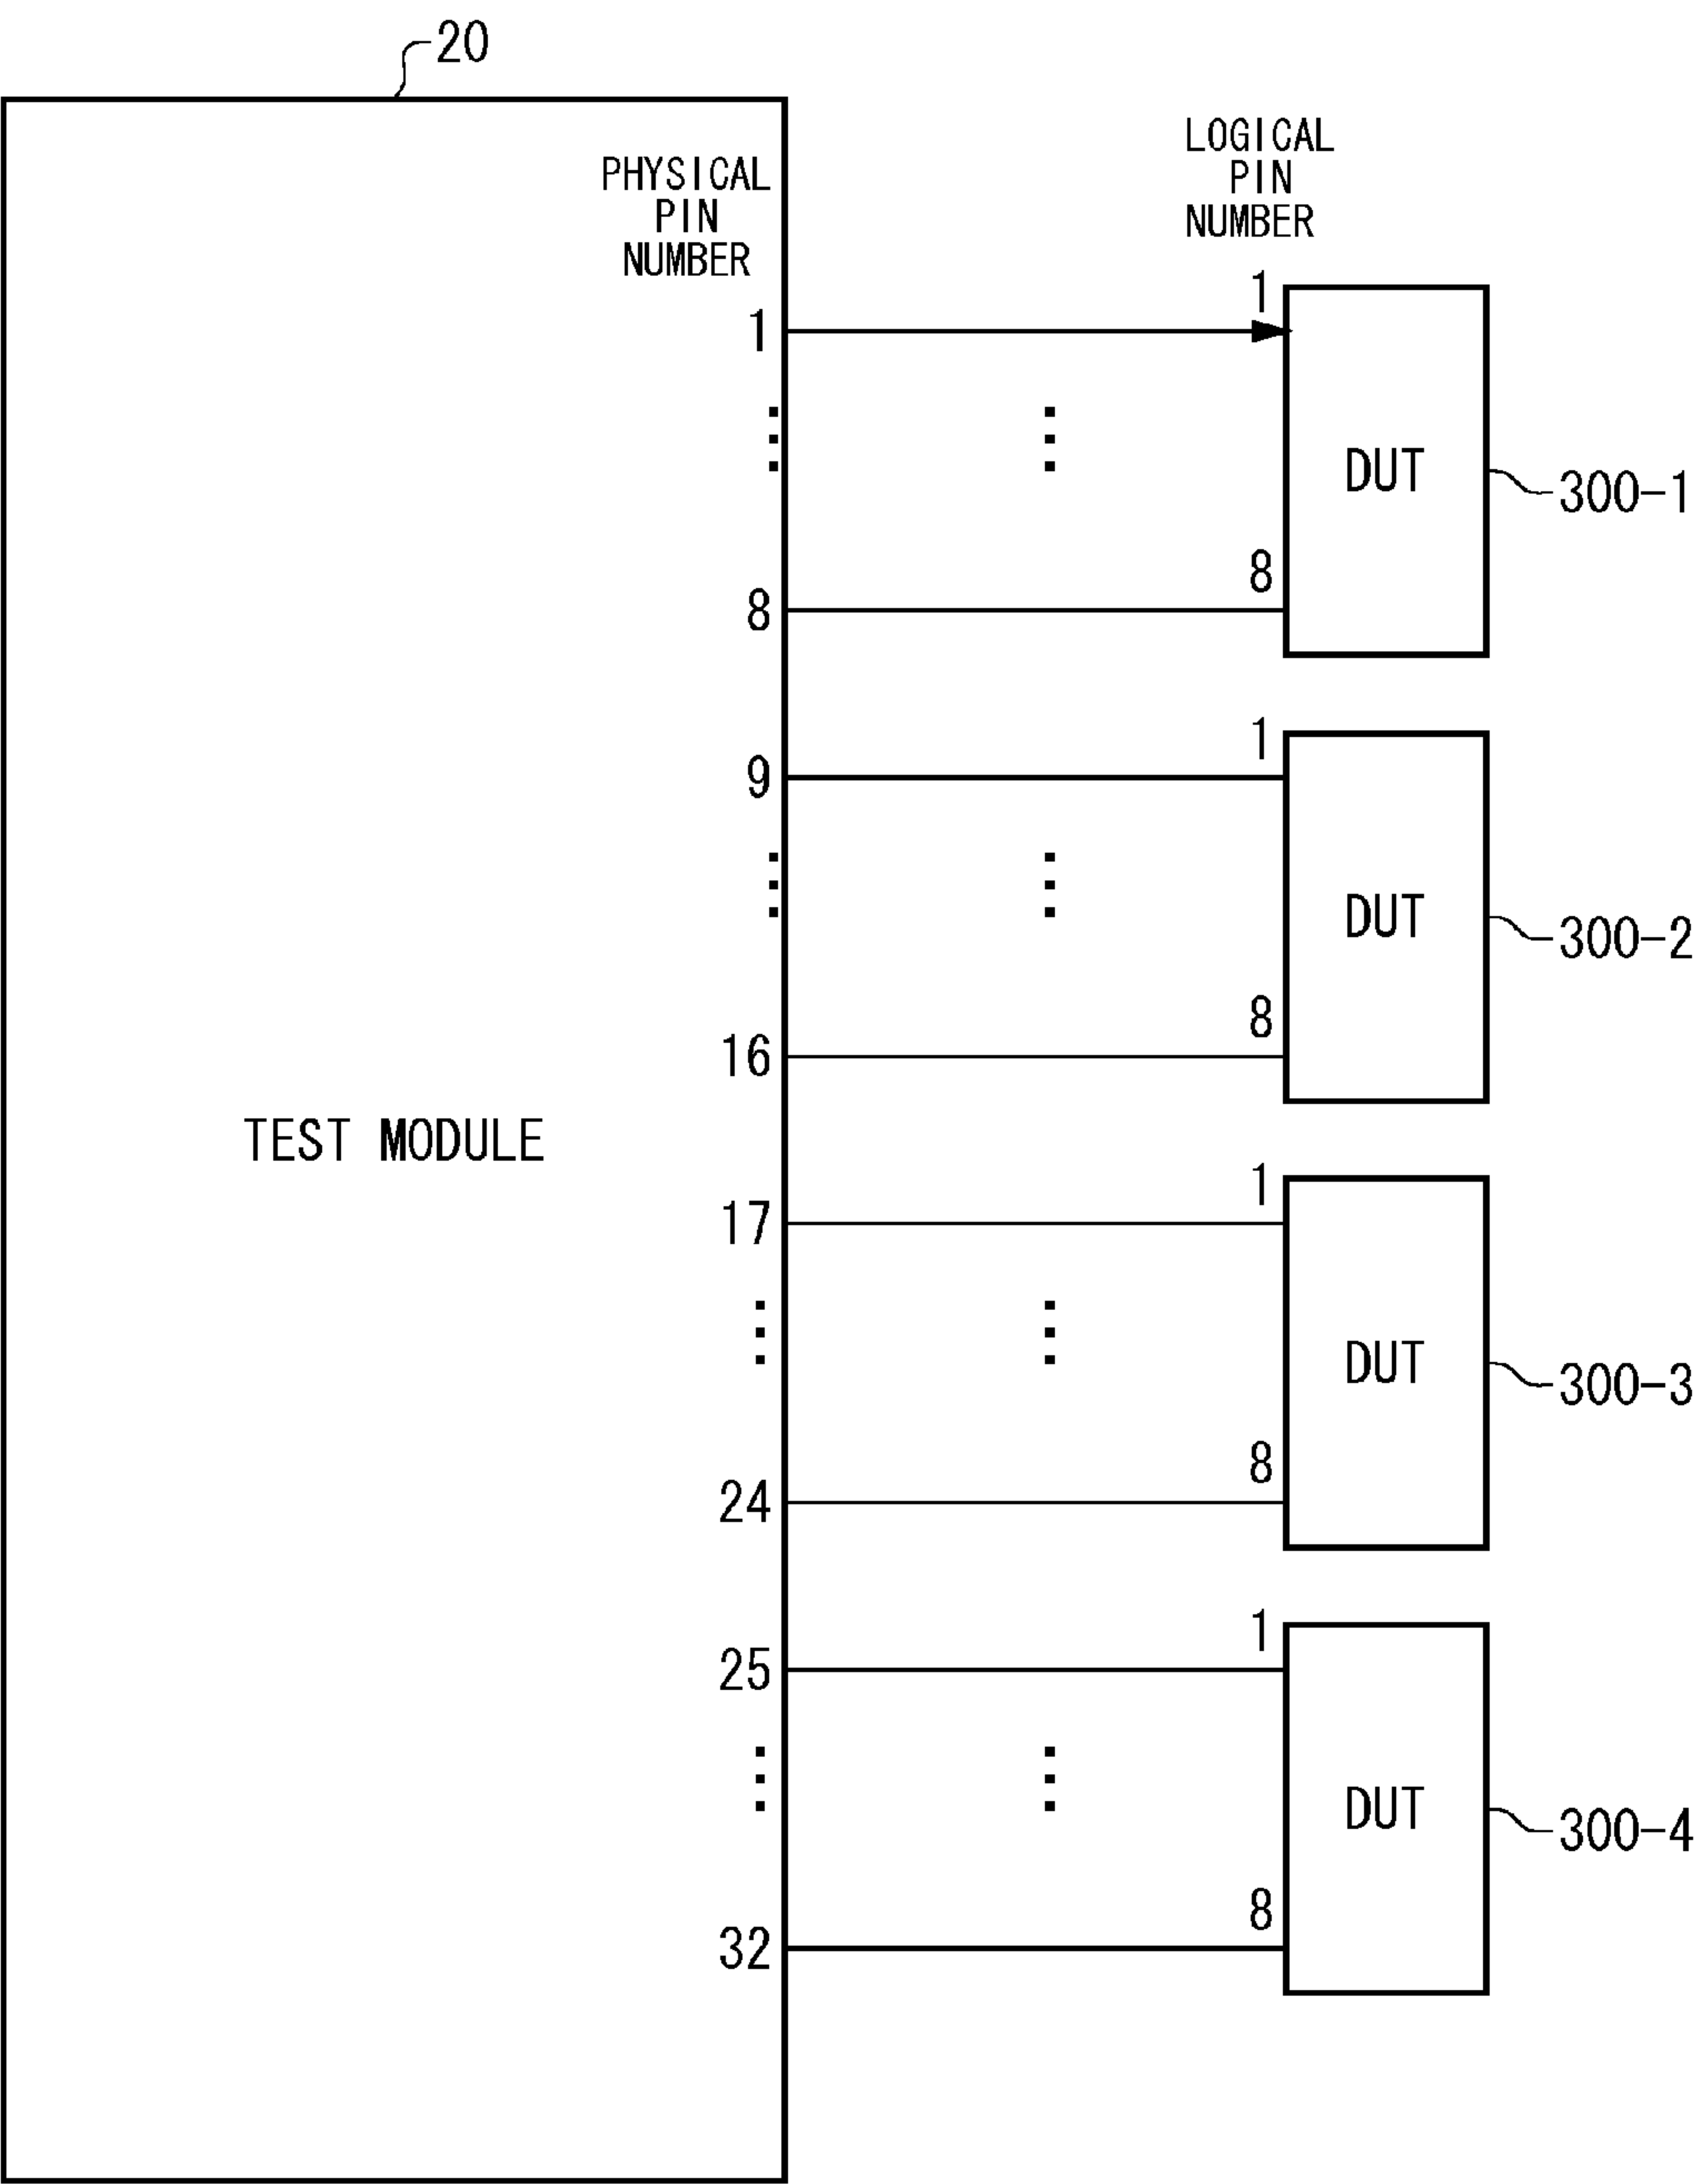 20
PHYSICAL
PIN
NUMBER
LOGICAL
PIN
NUMBER
1
1
DUT
300-1
8
8
9
1
DUT
300-2
16
8
TEST MODULE
17
1
DUT
300-3
24
8
25
1
DUT
300-4
32
8